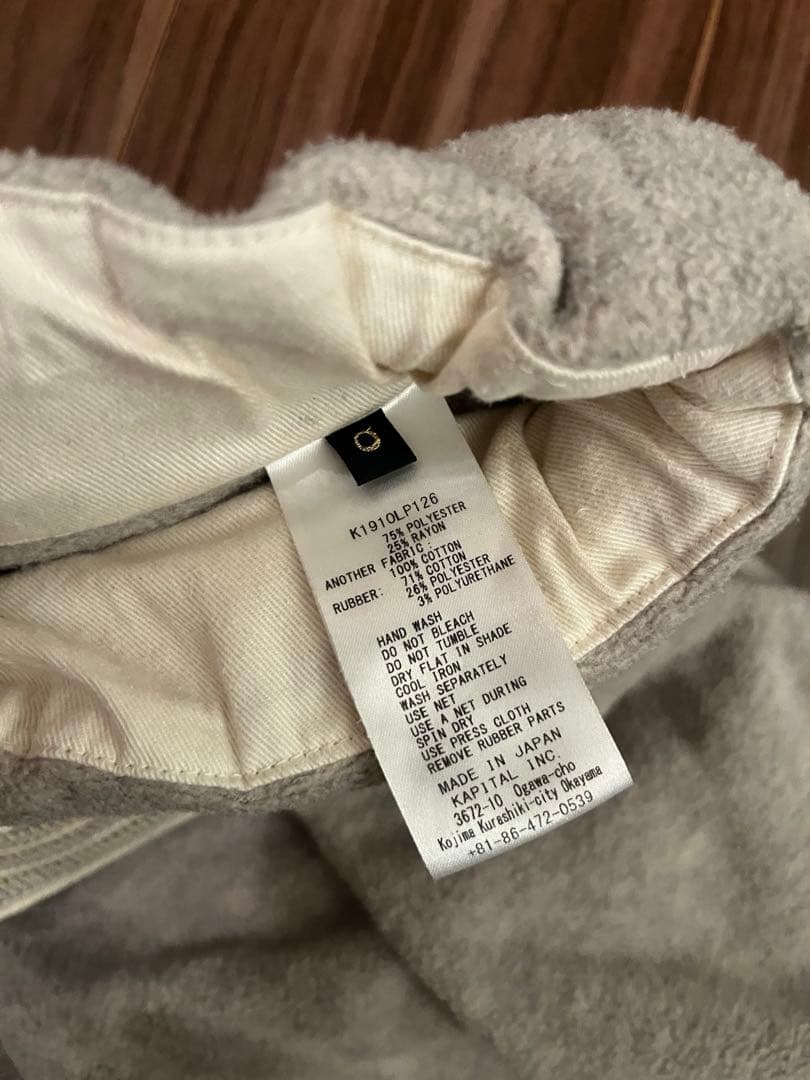 0
K1910LP126
75% POLYESTER
25% RAYON
ANOTHER FABRIC:
100% COTTON
RUBBER: 71% COTTON
26% POLYESTER
3% POLYURETHANE
HAND WASH
DO NOT BLEACH
DO NOT TUMBLE
DRY FLAT IN SHADE
COOL IRON
WASH SEPARATELY
USE NET
USE A NET DURING
SPIN DRY
USE PRESS CLOTH
REMOVE RUBBER PARTS
MADE IN JAPAN
KAPITAL INC.
3672-10 Ogawa-cho
Kojima Kurashiki-city Okayama
+81-86-472-0539